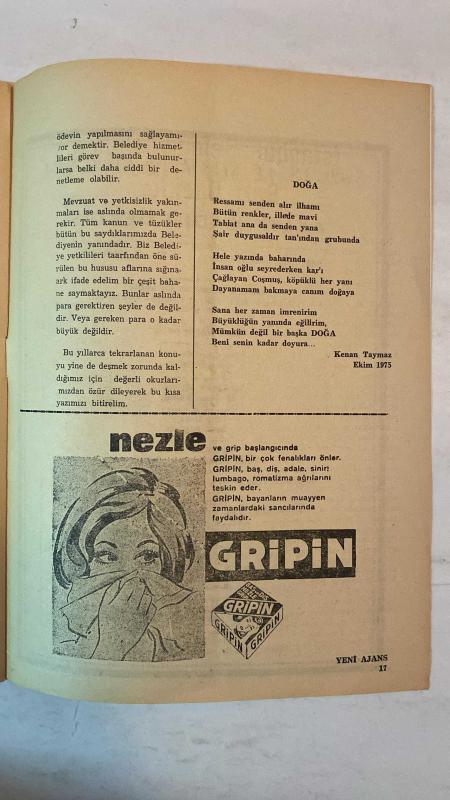 ödevin yapılmasını sağlayamı-
yor demektir. Belediye hizmet-
lileri görev başında bulunur-
larsa belki daha ciddi bir de-
netleme olabilir.
Mevzuat ve yetkisizlik yakın-
maları ise aslında olmamak ge-
rekir. Tüm kanun ve tüzükler
bütün bu saydıklarımızda Bele-
diyenin yanındadır. Biz Beledi-
ye yetkilileri taarfından öne sü-
rülen bu hususu aflarına sığına-
ark ifade edelim bir çeşit baha-
ne saymaktayız. Bunlar aslında
para gerektiren şeyler de değil-
dir. Veya gereken para o kadar
büyük değildir.
Bu yıllarca tekrarlanan konu-
yu yine de deşmek zorunda kal-
dığımız için değerli okurları-
mızdan özür dileyerek bu kısa
yazımızı bitirelim.
DOĞA
Ressamı senden alır ilhamı
Bütün renkler, illede mavi
Tabiat ana da senden yana
Şair duygusaldır tan'ından grubunda
Hele yazında baharında
İnsan oğlu seyrederken kar'ı
Çağlayan Coşmuş, köpüklü her yanı
Dayanamam bakmaya canım doğaya
Sana her zaman imrenirim
Büyüklüğün yanında eğilirim,
Mümkün değil bir başka DOĞA
Beni senin kadar doyura...
Kenan Taymaz
Ekim 1975
nezle
ve grip başlangıcında
GRİPİN, bir çok fenalıkları önler.
GRİPİN, baş, diş, adale, sinir;
lumbago, romatizma ağrılarını
teskin eder.
GRİPİN, bayanların muayyen
zamanlardaki sancılarında
faydalıdır.
GRİPİN
GRİPİN
GRİPİN
GRİPİN
YENİ AJANS
17